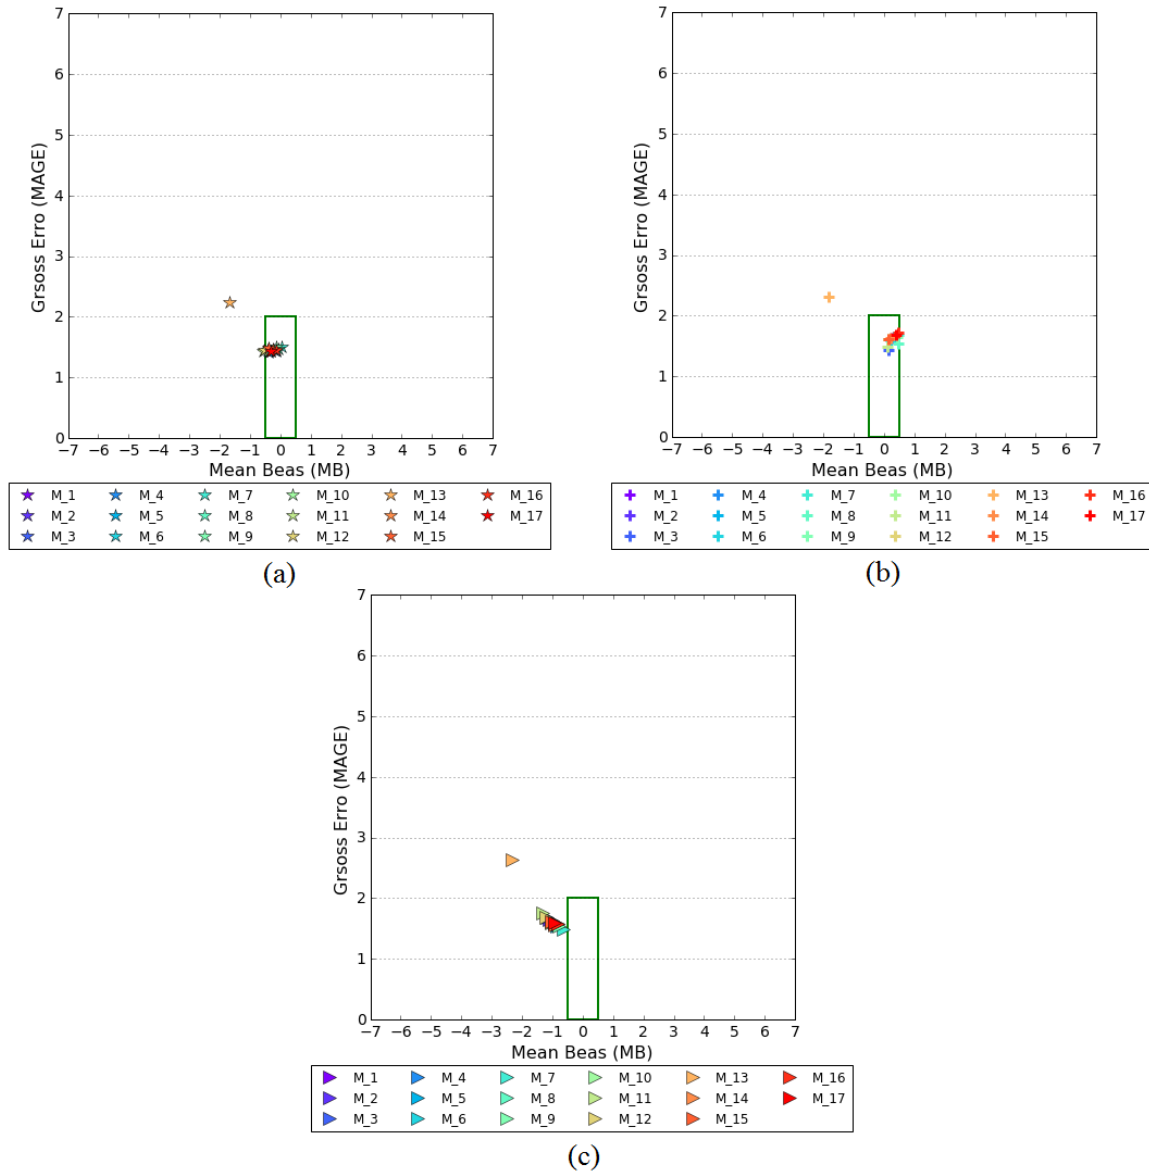 7
6
5
4
3
2
1
0
Grsoss Erro (MAGE)
−7 −6 −5 −4 −3 −2 −1 0 1 2 3 4 5 6 7
Mean Beas (MB)
M_1 M_4 M_7 M_10 M_13 M_16
M_2 M_5 M_8 M_11 M_14 M_17
M_3 M_6 M_9 M_12 M_15
(a)
7
6
5
4
3
2
1
0
Grsoss Erro (MAGE)
−7 −6 −5 −4 −3 −2 −1 0 1 2 3 4 5 6 7
Mean Beas (MB)
M_1 M_4 M_7 M_10 M_13 M_16
M_2 M_5 M_8 M_11 M_14 M_17
M_3 M_6 M_9 M_12 M_15
(b)
7
6
5
4
3
2
1
0
Grsoss Erro (MAGE)
−7 −6 −5 −4 −3 −2 −1 0 1 2 3 4 5 6 7
Mean Beas (MB)
M_1 M_4 M_7 M_10 M_13 M_16
M_2 M_5 M_8 M_11 M_14 M_17
M_3 M_6 M_9 M_12 M_15
(c)